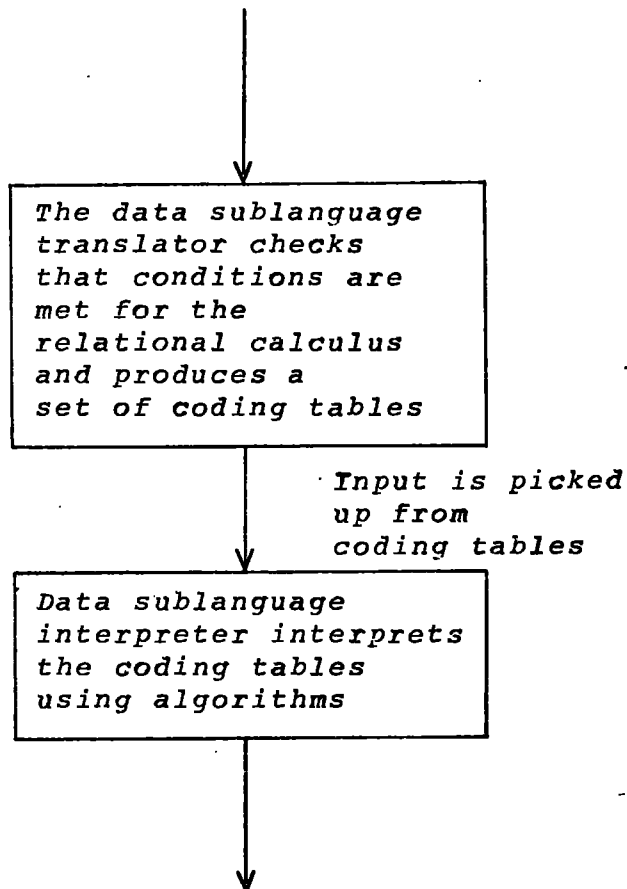 The data sublanguage
translator checks
that conditions are
met for the
relational calculus
and produces a
set of coding tables
Input is picked
up from
coding tables
Data sublanguage
interpreter interprets
the coding tables
using algorithms